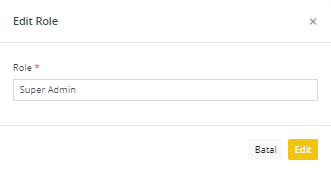 Edit Role ×
Role *
Super Admin
Batal Edit